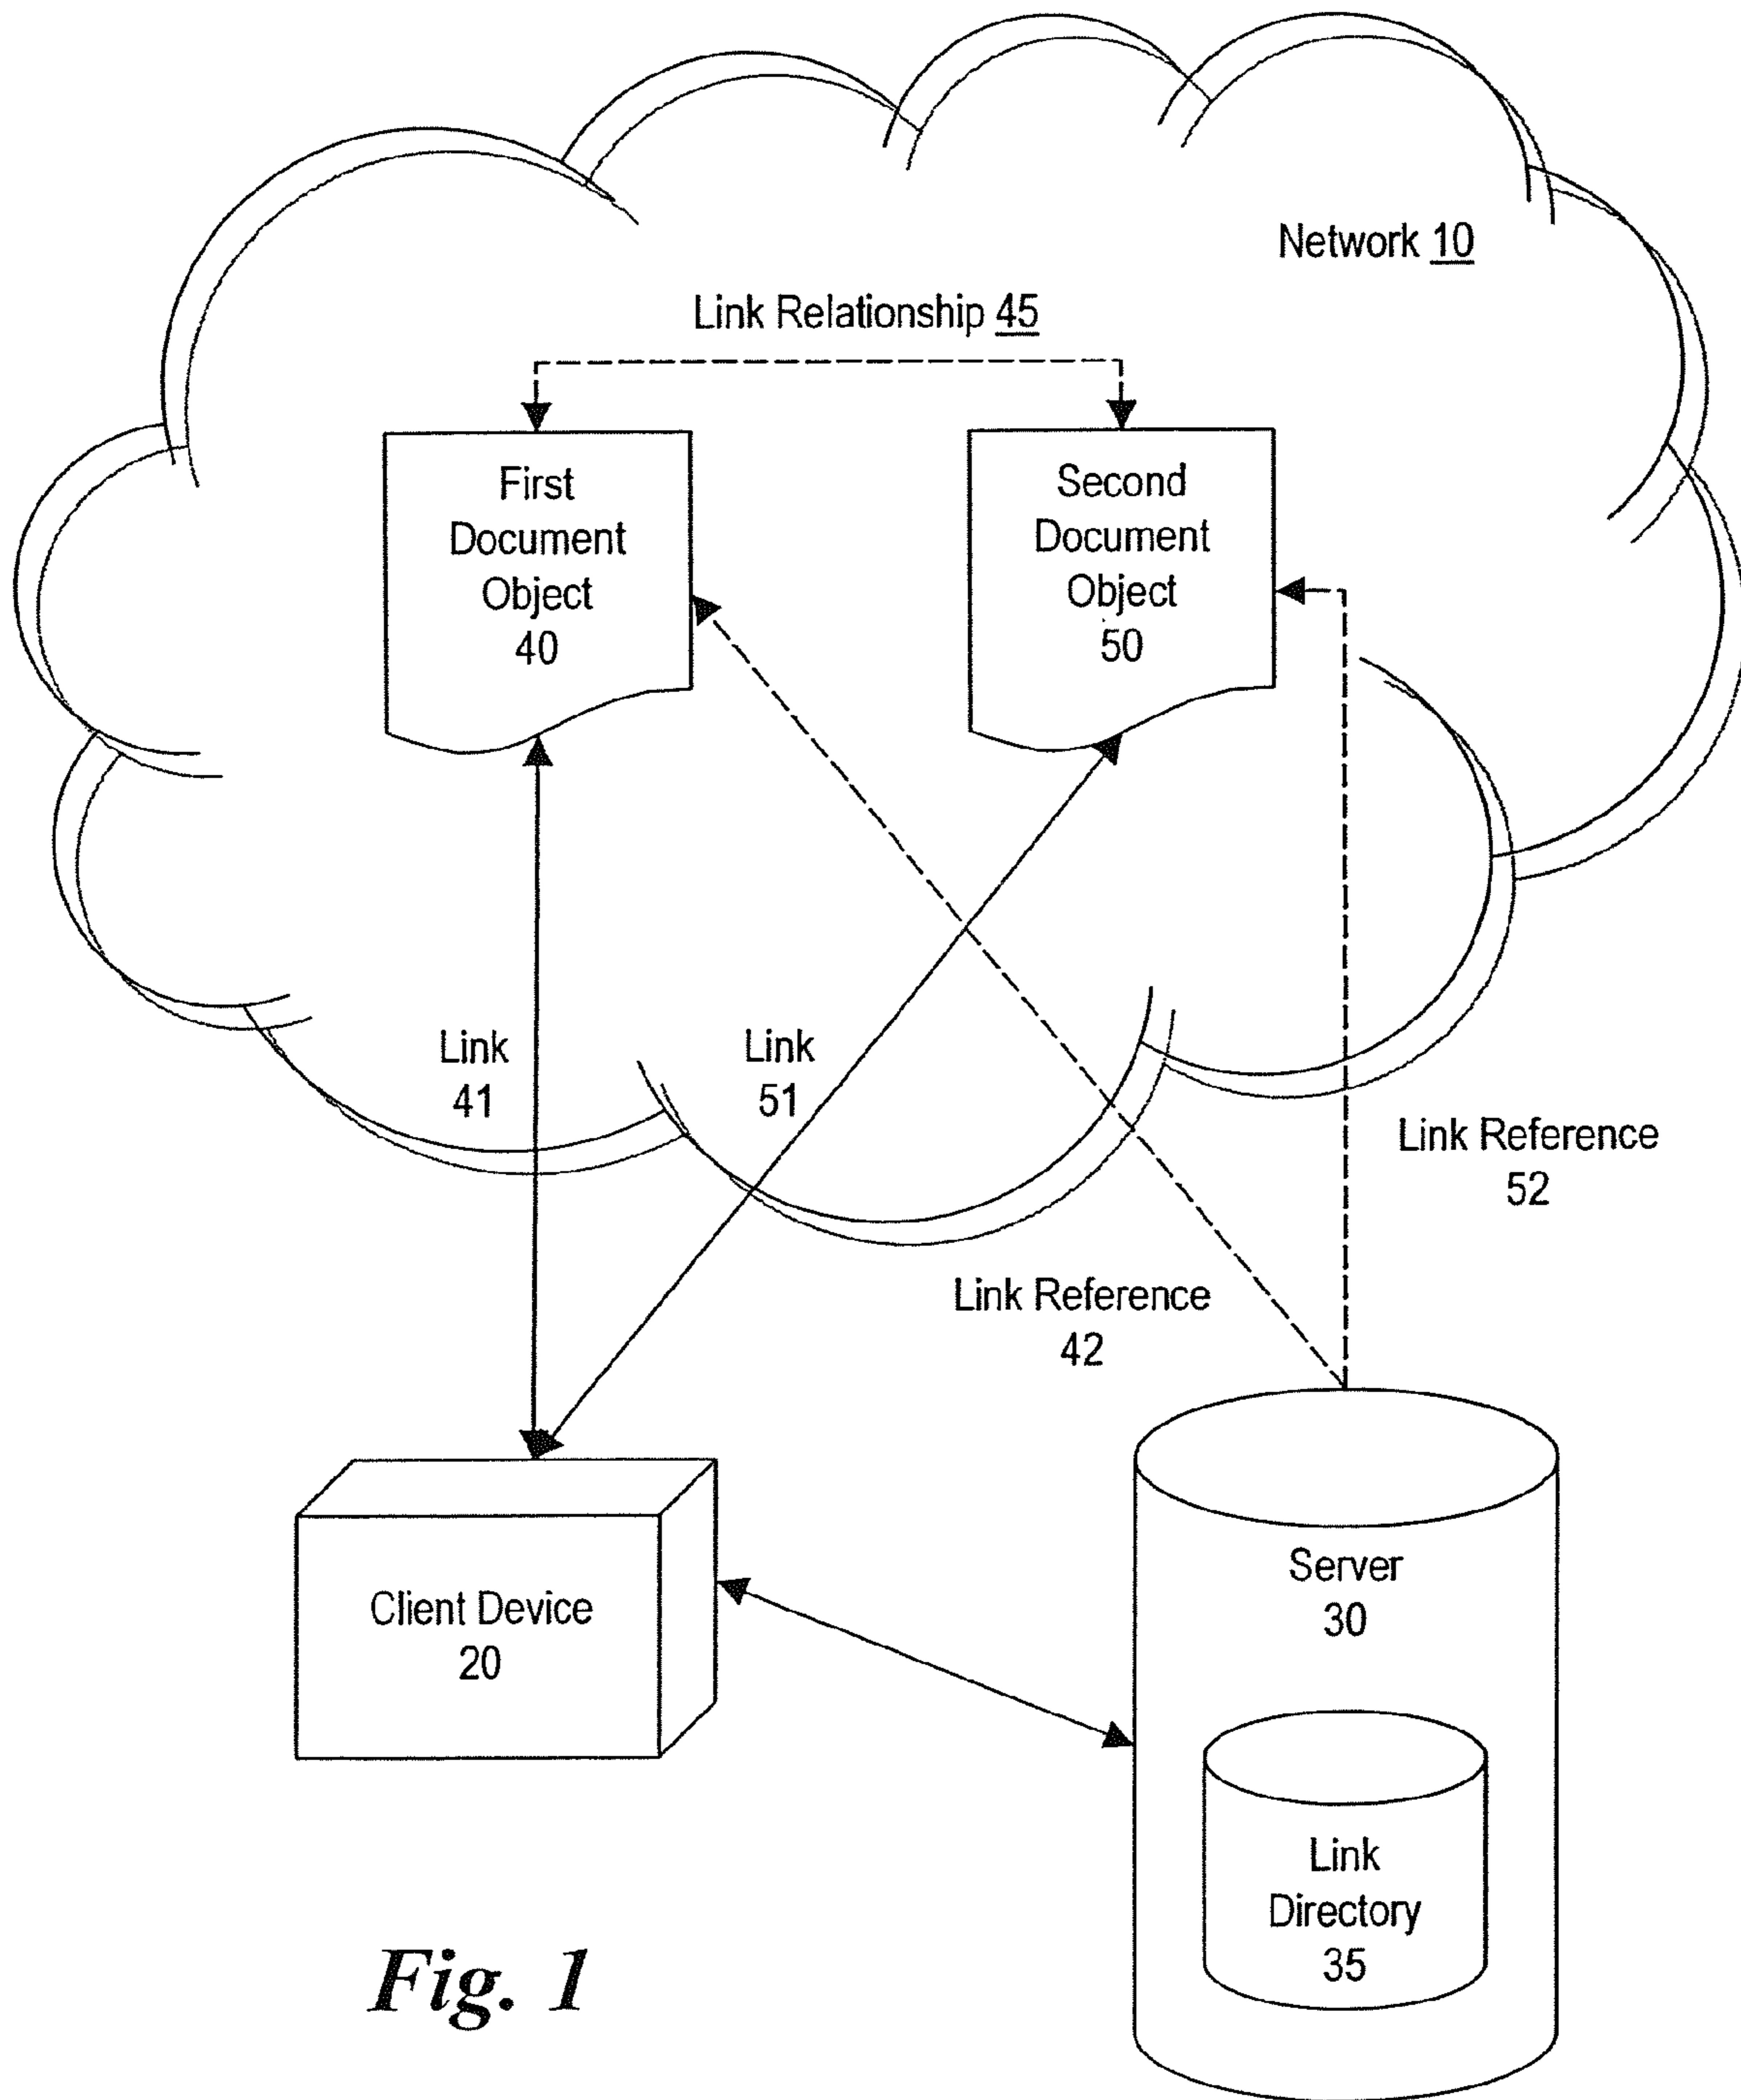 Network 10
Link Relationship 45
First
Document
Object
40
Second
Document
Object
50
Link
41
Link
51
Link Reference
52
Link Reference
42
Client Device
20
Server
30
Link
Directory
35
Fig. 1